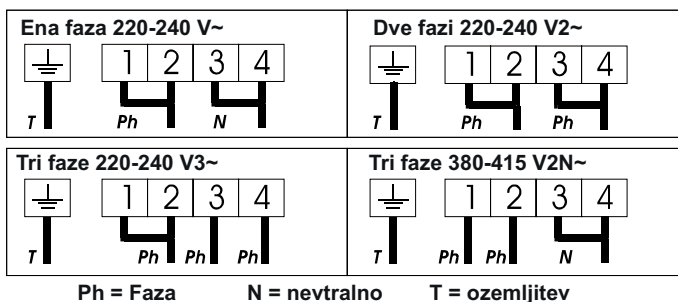 Ena faza 220-240 V~
1 2 3 4
T Ph N
Dve fazi 220-240 V2~
1 2 3 4
T Ph Ph
Tri faze 220-240 V3~
1 2 3 4
T Ph Ph Ph
Tri faze 380-415 V2N~
1 2 3 4
T Ph Ph N
Ph = Faza N = nevtralno T = ozemljitev